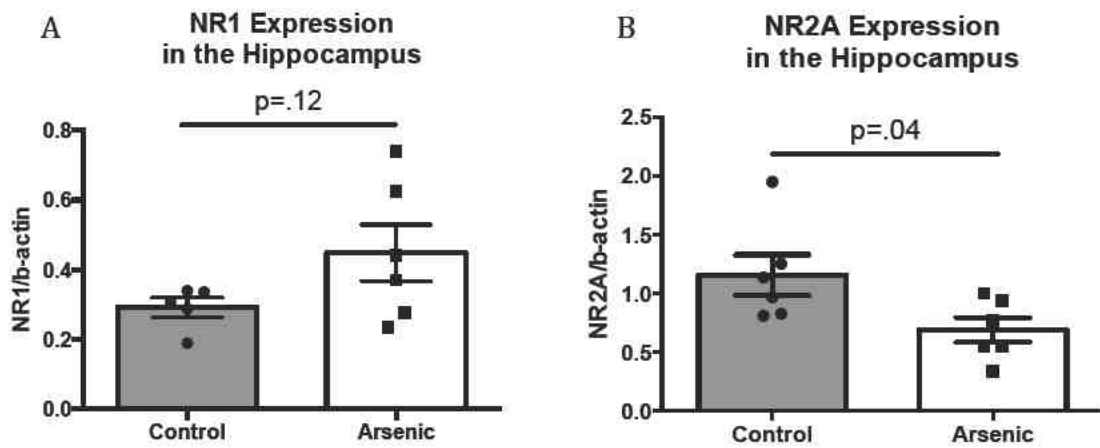 A
NR1 Expression
in the Hippocampus
p=.12
NR1/b-actin
0.8
0.6
0.4
0.2
0.0
Control
Arsenic
B
NR2A Expression
in the Hippocampus
p=.04
NR2A/b-actin
2.5
2.0
1.5
1.0
0.5
0.0
Control
Arsenic